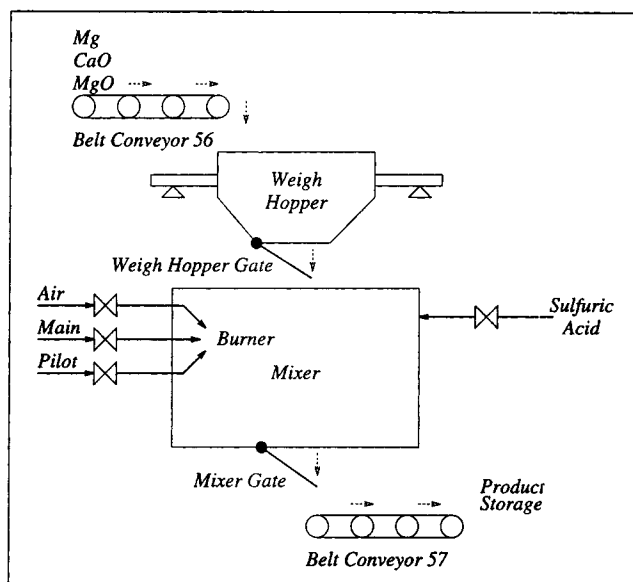 Mg
CaO
MgO
Belt Conveyor 56
Weigh
Hopper
Weigh Hopper Gate
Air
Main
Pilot
Burner
Mixer
Sulfuric
Acid
Mixer Gate
Product
Storage
Belt Conveyor 57